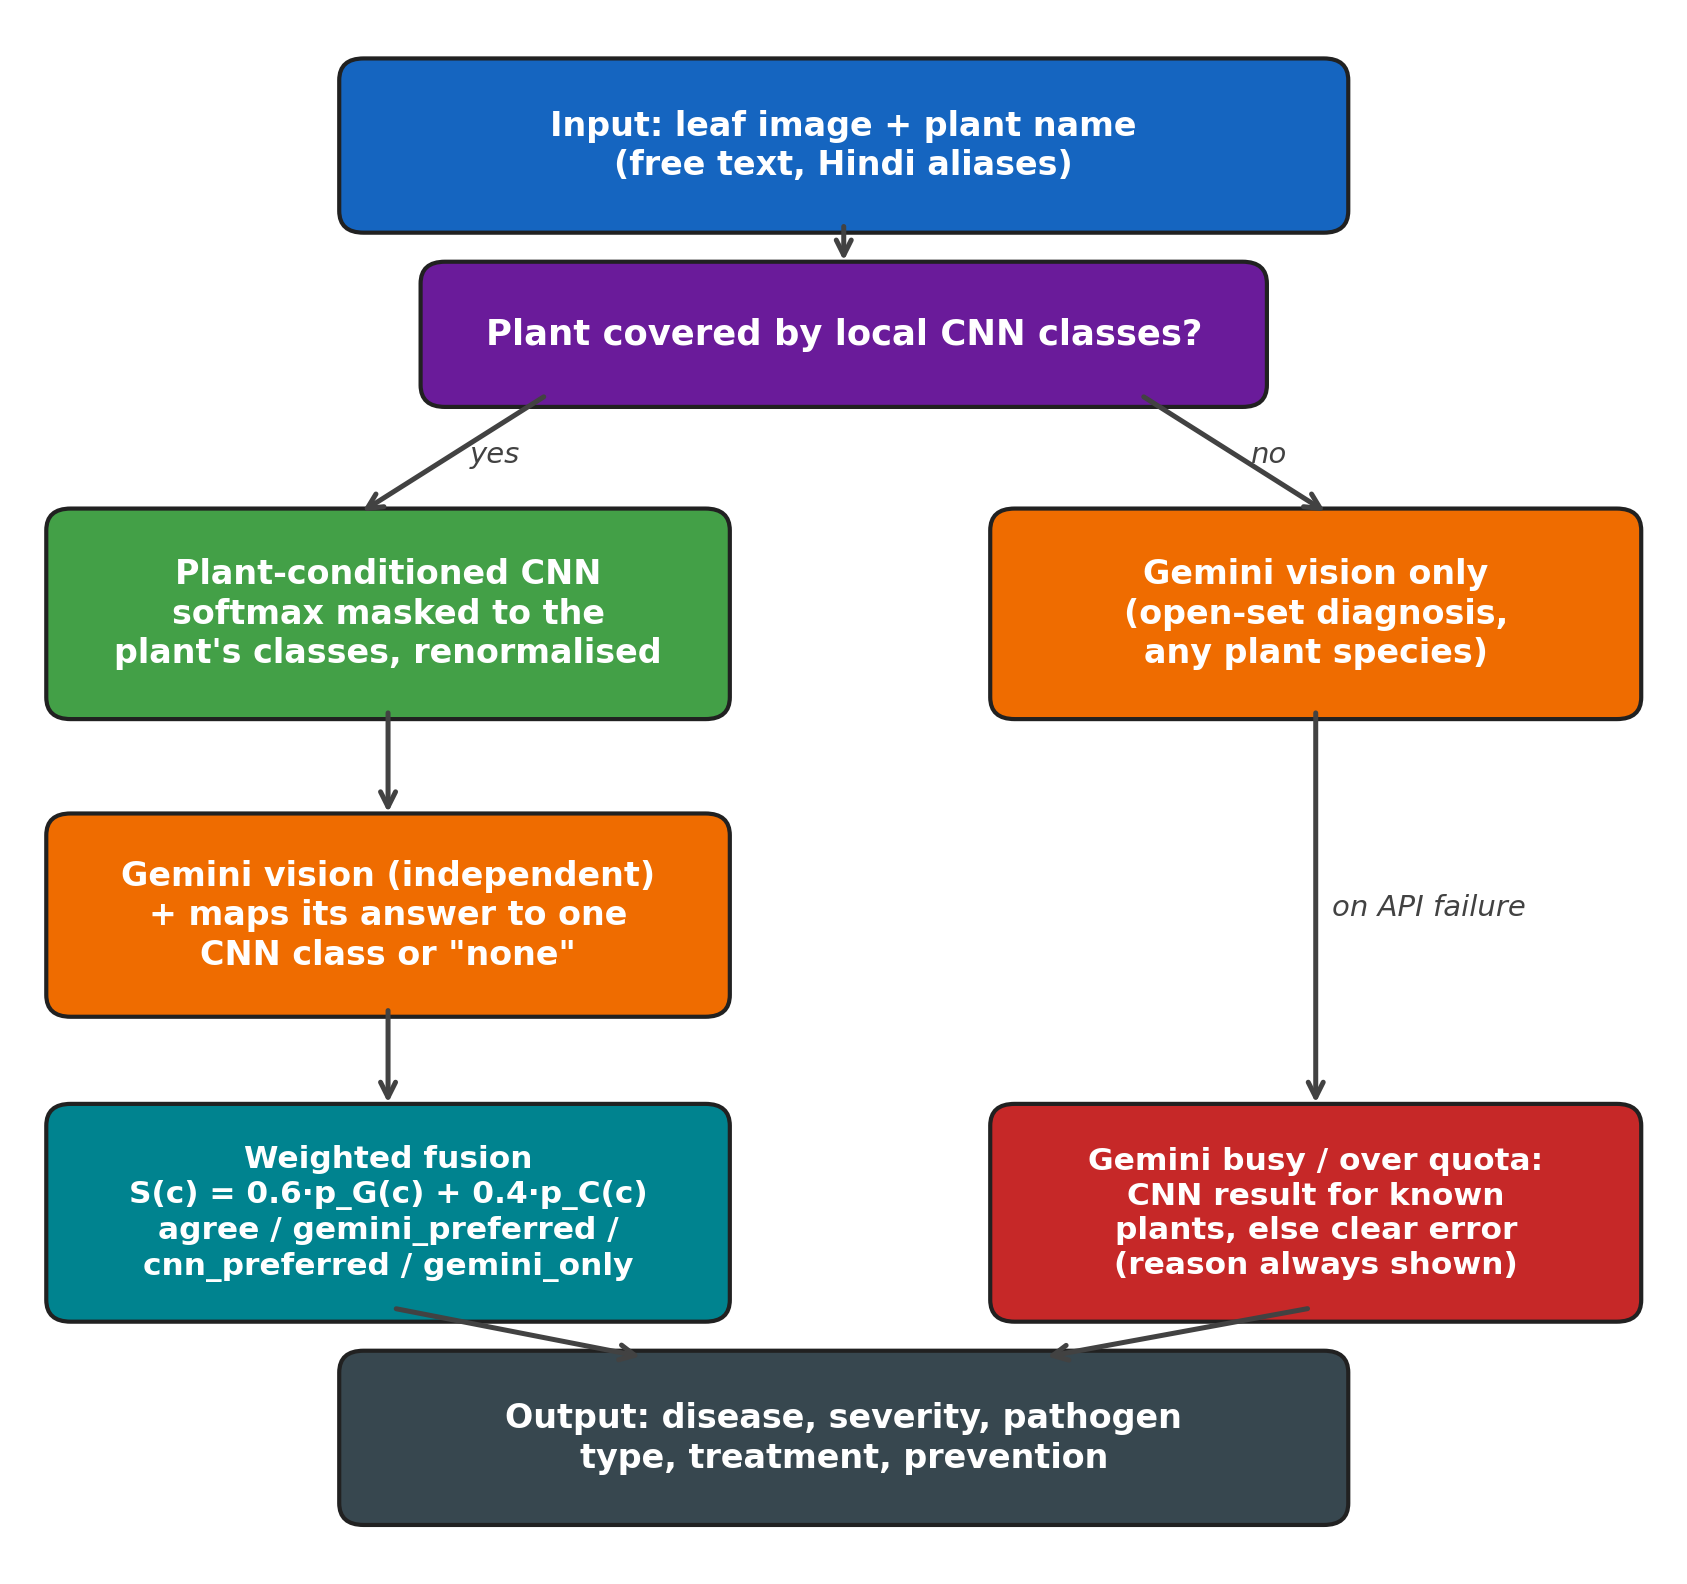 Input: leaf image + plant name
(free text, Hindi aliases)
Plant covered by local CNN classes?
yes
no
Plant-conditioned CNN
softmax masked to the
plant's classes, renormalised
Gemini vision only
(open-set diagnosis,
any plant species)
Gemini vision (independent)
+ maps its answer to one
CNN class or "none"
on API failure
Weighted fusion
S(c) = 0.6·p_G(c) + 0.4·p_C(c)
agree / gemini_preferred /
cnn_preferred / gemini_only
Gemini busy / over quota:
CNN result for known
plants, else clear error
(reason always shown)
Output: disease, severity, pathogen
type, treatment, prevention